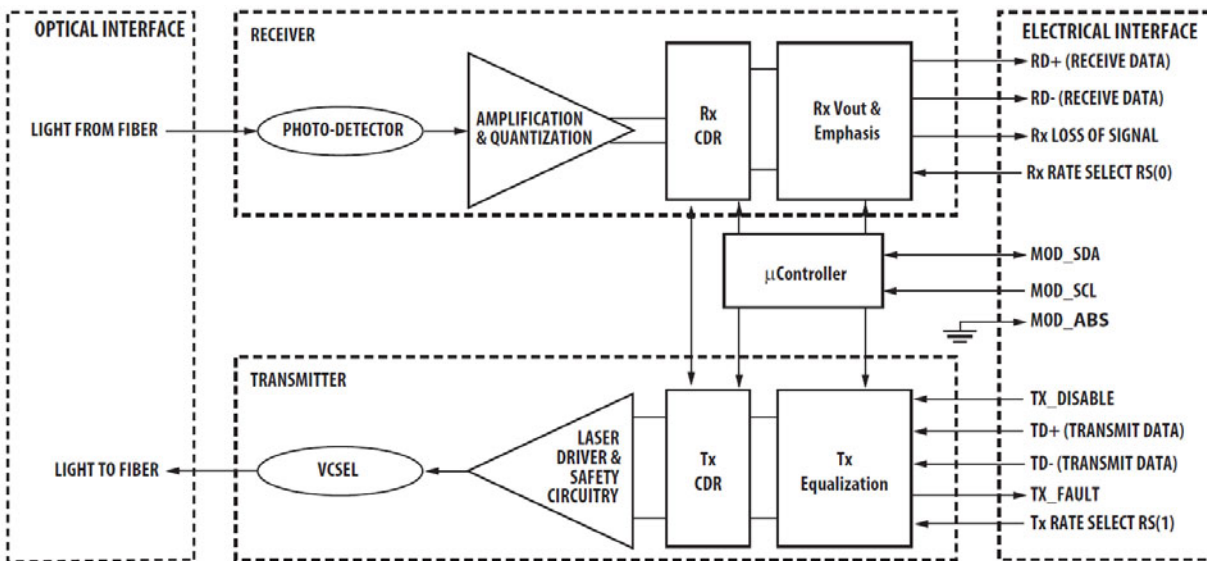 OPTICAL INTERFACE
RECEIVER
ELECTRICAL INTERFACE
LIGHT FROM FIBER
PHOTO-DETECTOR
AMPLIFICATION
& QUANTIZATION
Rx
CDR
Rx Vout &
Emphasis
RD+ (RECEIVE DATA)
RD- (RECEIVE DATA)
Rx LOSS OF SIGNAL
Rx RATE SELECT RS(0)
μController
MOD_SDA
MOD_SCL
MOD_ABS
TRANSMITTER
LIGHT TO FIBER
VCSEL
LASER
DRIVER &
SAFETY
CIRCUITRY
Tx
CDR
Tx
Equalization
TX_DISABLE
TD+ (TRANSMIT DATA)
TD- (TRANSMIT DATA)
TX_FAULT
Tx RATE SELECT RS(1)